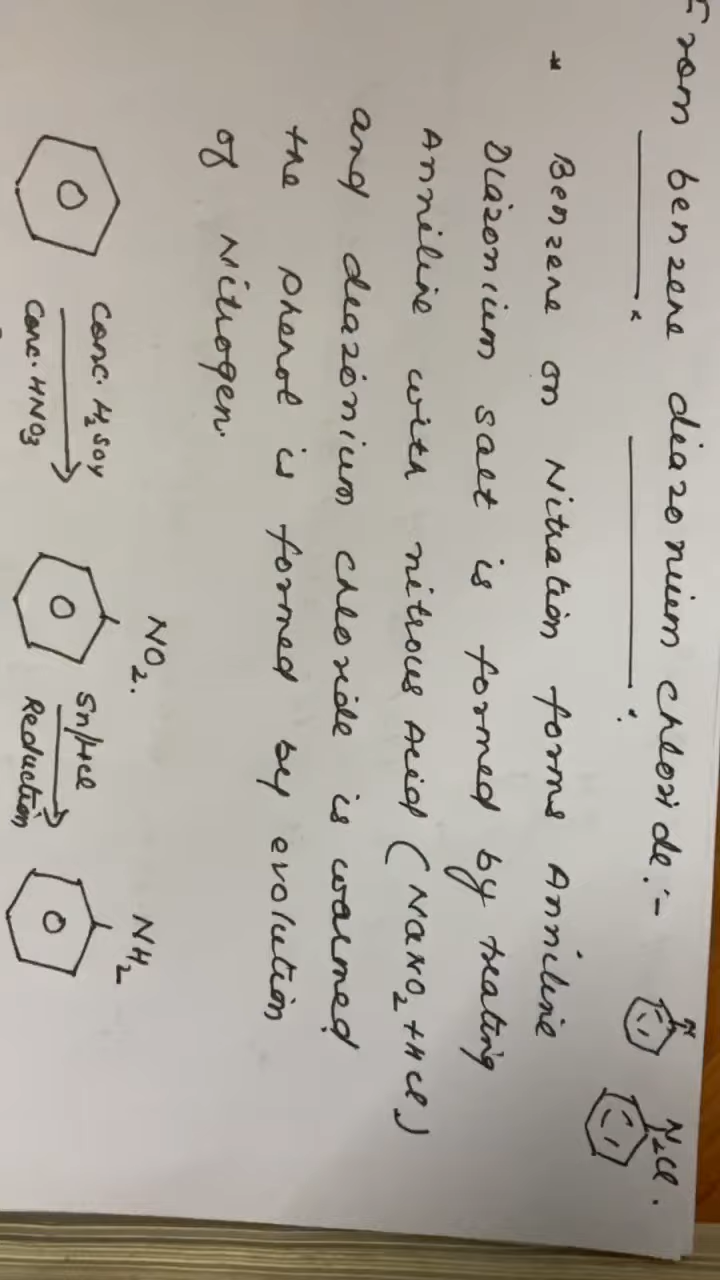 From benzene diazonium chloride :-
N N2Cl.
* Benzene on Nitration forms Anniline
Diazonium salt is formed by treating
Anniline with nitrous Acid (NaNO2 + HCl)
and diazonium chloride is warmed
the phenol is formed by evolution
of Nitrogen.
NO2. NH2
Conc. H2SO4 Sn/HCl
Conc. HNO3 Reduction